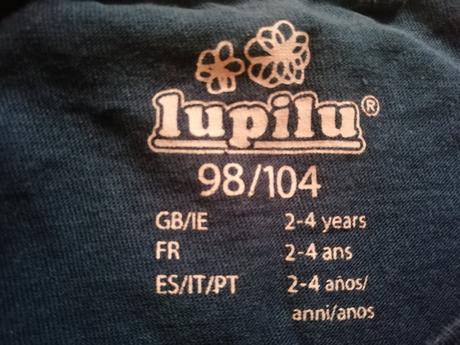 lupilu®
98/104
GB/IE 2-4 years
FR 2-4 ans
ES/IT/PT 2-4 años/
anni/anos